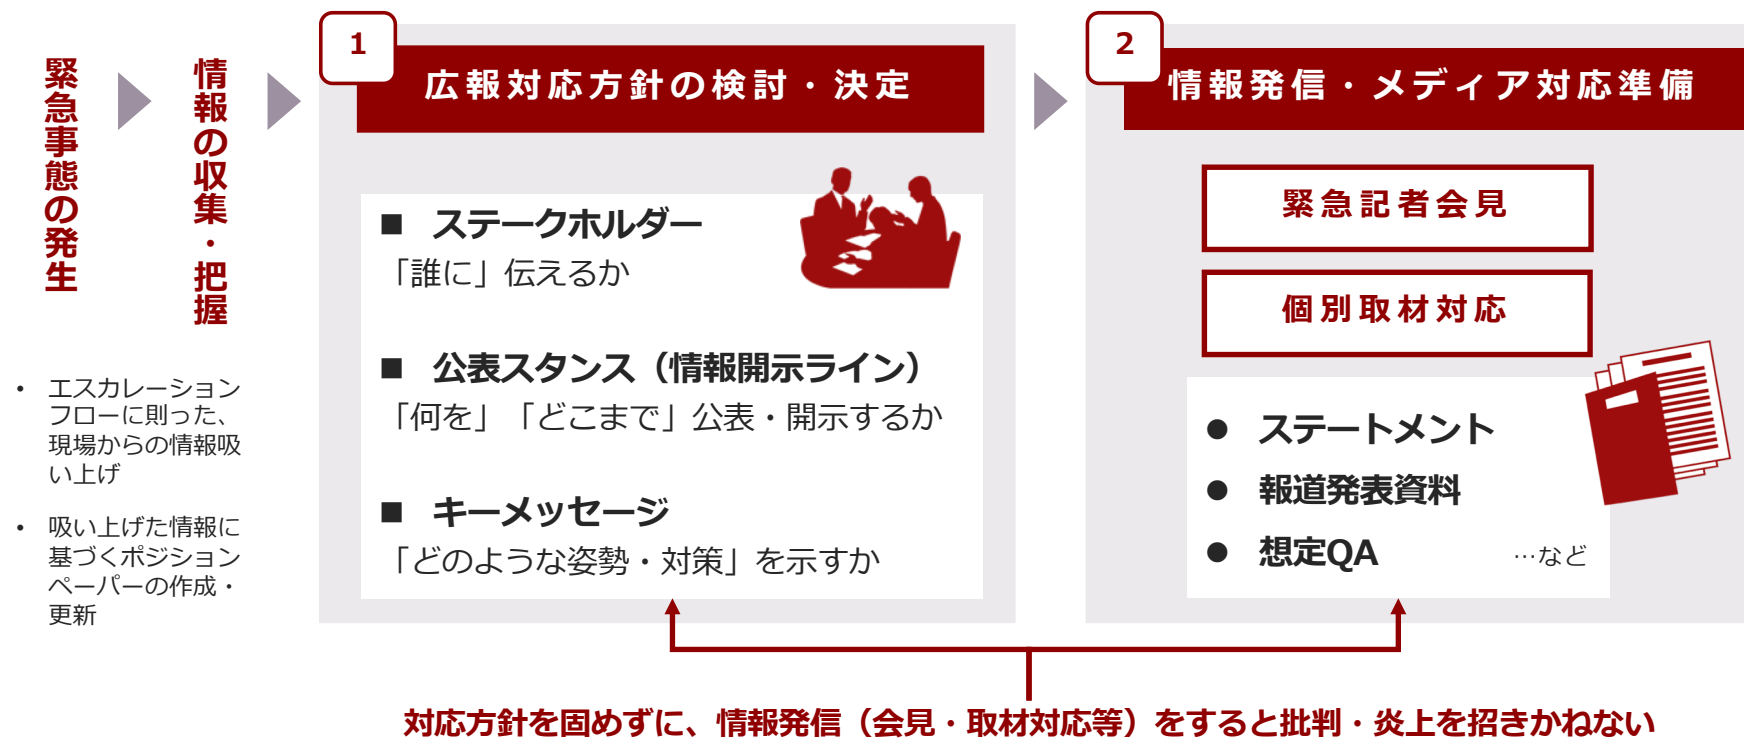 緊急事態の発生
情報の収集・把握
• エスカレーション
フローに則った、
現場からの情報吸
い上げ
• 吸い上げた情報に
基づくポジション
ペーパーの作成・
更新
1
広報対応方針の検討・決定
■ ステークホルダー
「誰に」伝えるか
■ 公表スタンス（情報開示ライン）
「何を」「どこまで」公表・開示するか
■ キーメッセージ
「どのような姿勢・対策」を示すか
2
情報発信・メディア対応準備
緊急記者会見
個別取材対応
● ステートメント
● 報道発表資料
● 想定QA …など
対応方針を固めずに、情報発信（会見・取材対応等）をすると批判・炎上を招きかねない